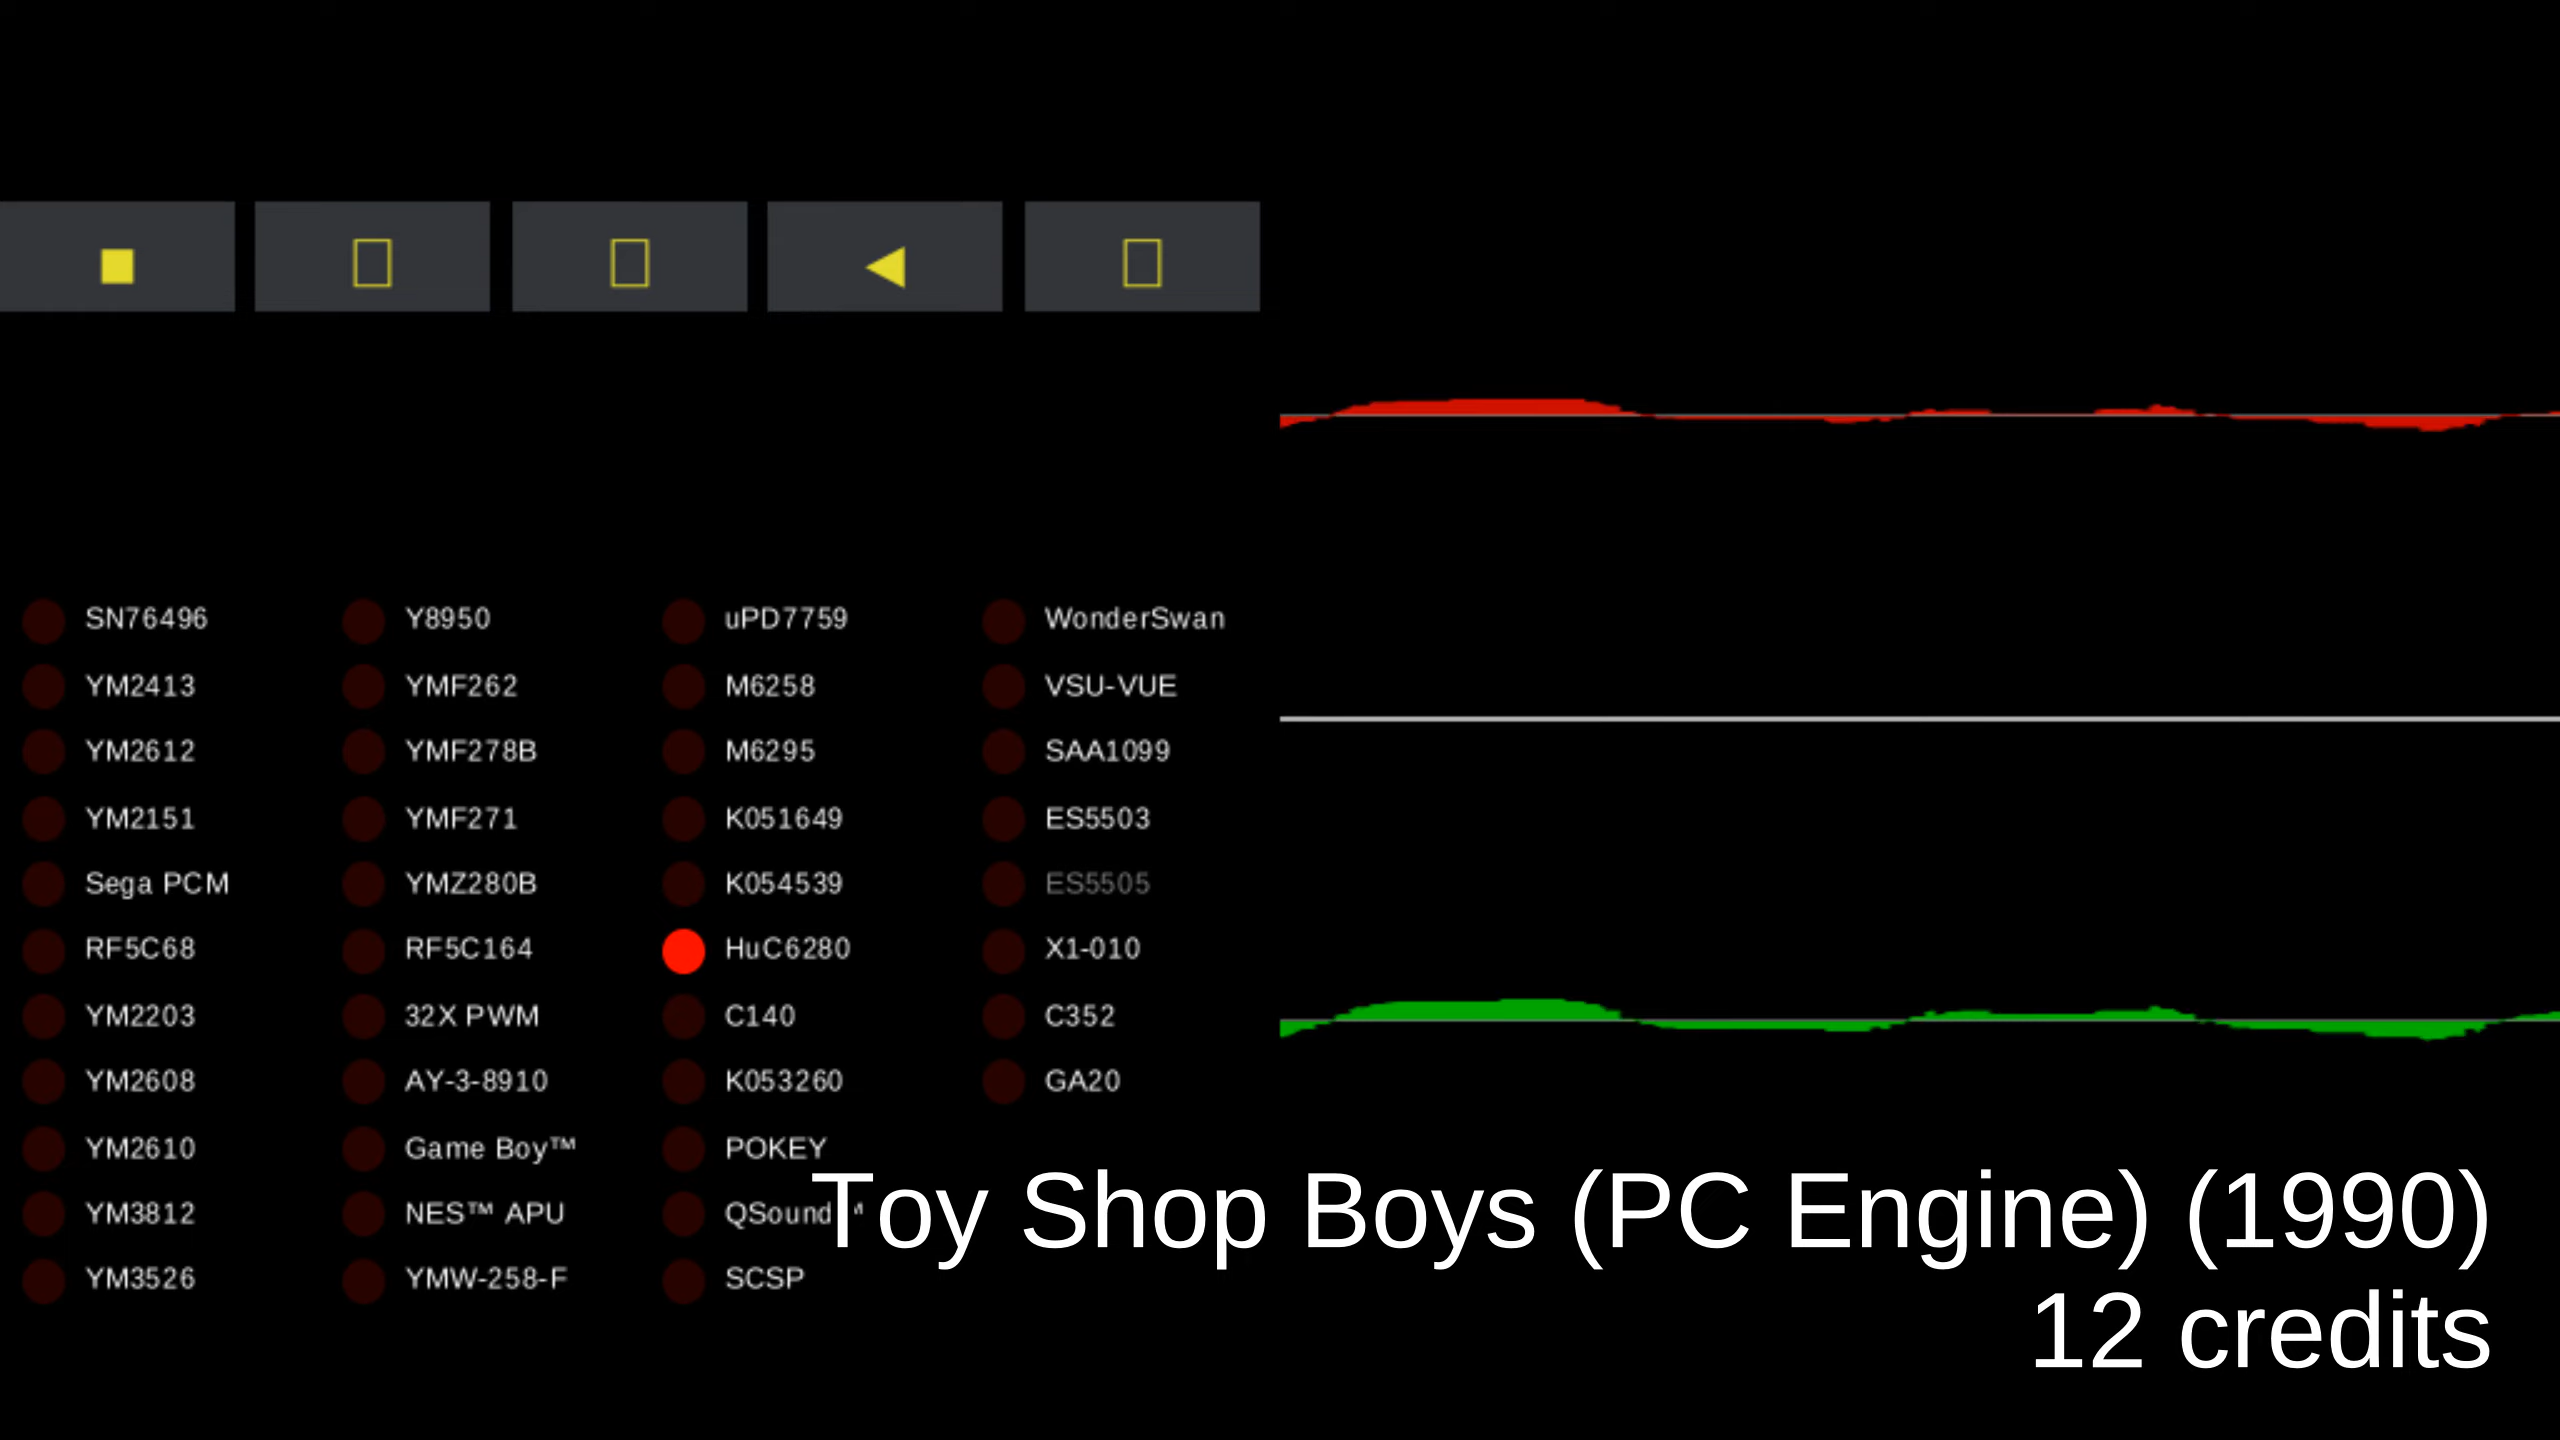 SN76496
YM2413
YM2612
YM2151
Sega PCM
RF5C68
YM2203
YM2608
YM2610
YM3812
YM3526
Y8950
YMF262
YMF278B
YMF271
YMZ280B
RF5C164
32X PWM
AY-3-8910
Game Boy™
NES™ APU
YMW-258-F
uPD7759
M6258
M6295
K051649
K054539
HuC6280
C140
K053260
POKEY
QSound™
SCSP
WonderSwan
VSU-VUE
SAA1099
ES5503
ES5505
X1-010
C352
GA20
Toy Shop Boys (PC Engine) (1990)
12 credits